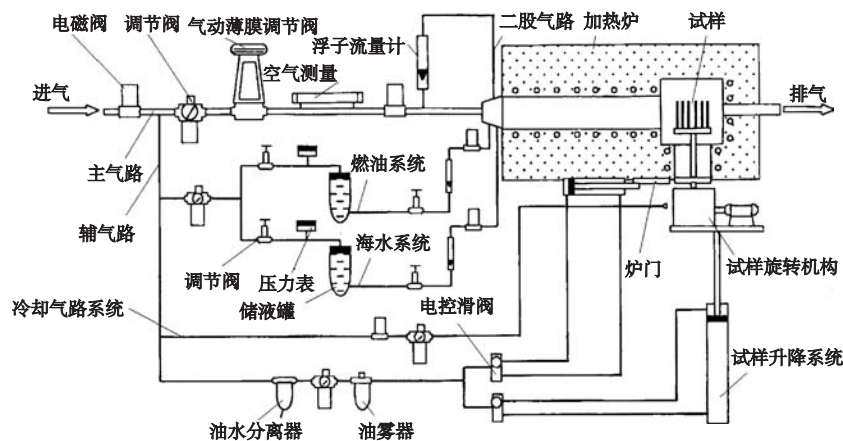 电磁阀
调节阀
气动薄膜调节阀
浮子流量计
二股气路
加热炉
试样
空气测量
进气
排气
主气路
燃油系统
辅气路
海水系统
调节阀
压力表
储液罐
炉门
试样旋转机构
冷却气路系统
电控滑阀
试样升降系统
油水分离器
油雾器